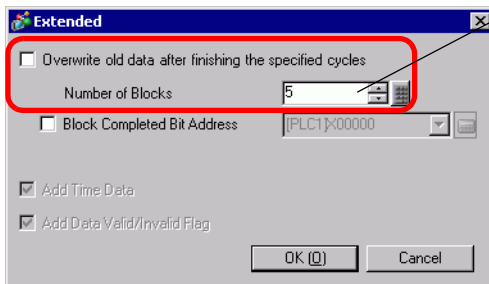 Extended
Overwrite old data after finishing the specified cycles
Number of Blocks 5
Block Completed Bit Address [PLC1]X00000
Add Time Data
Add Data Valid/Invalid Flag
OK (O) Cancel